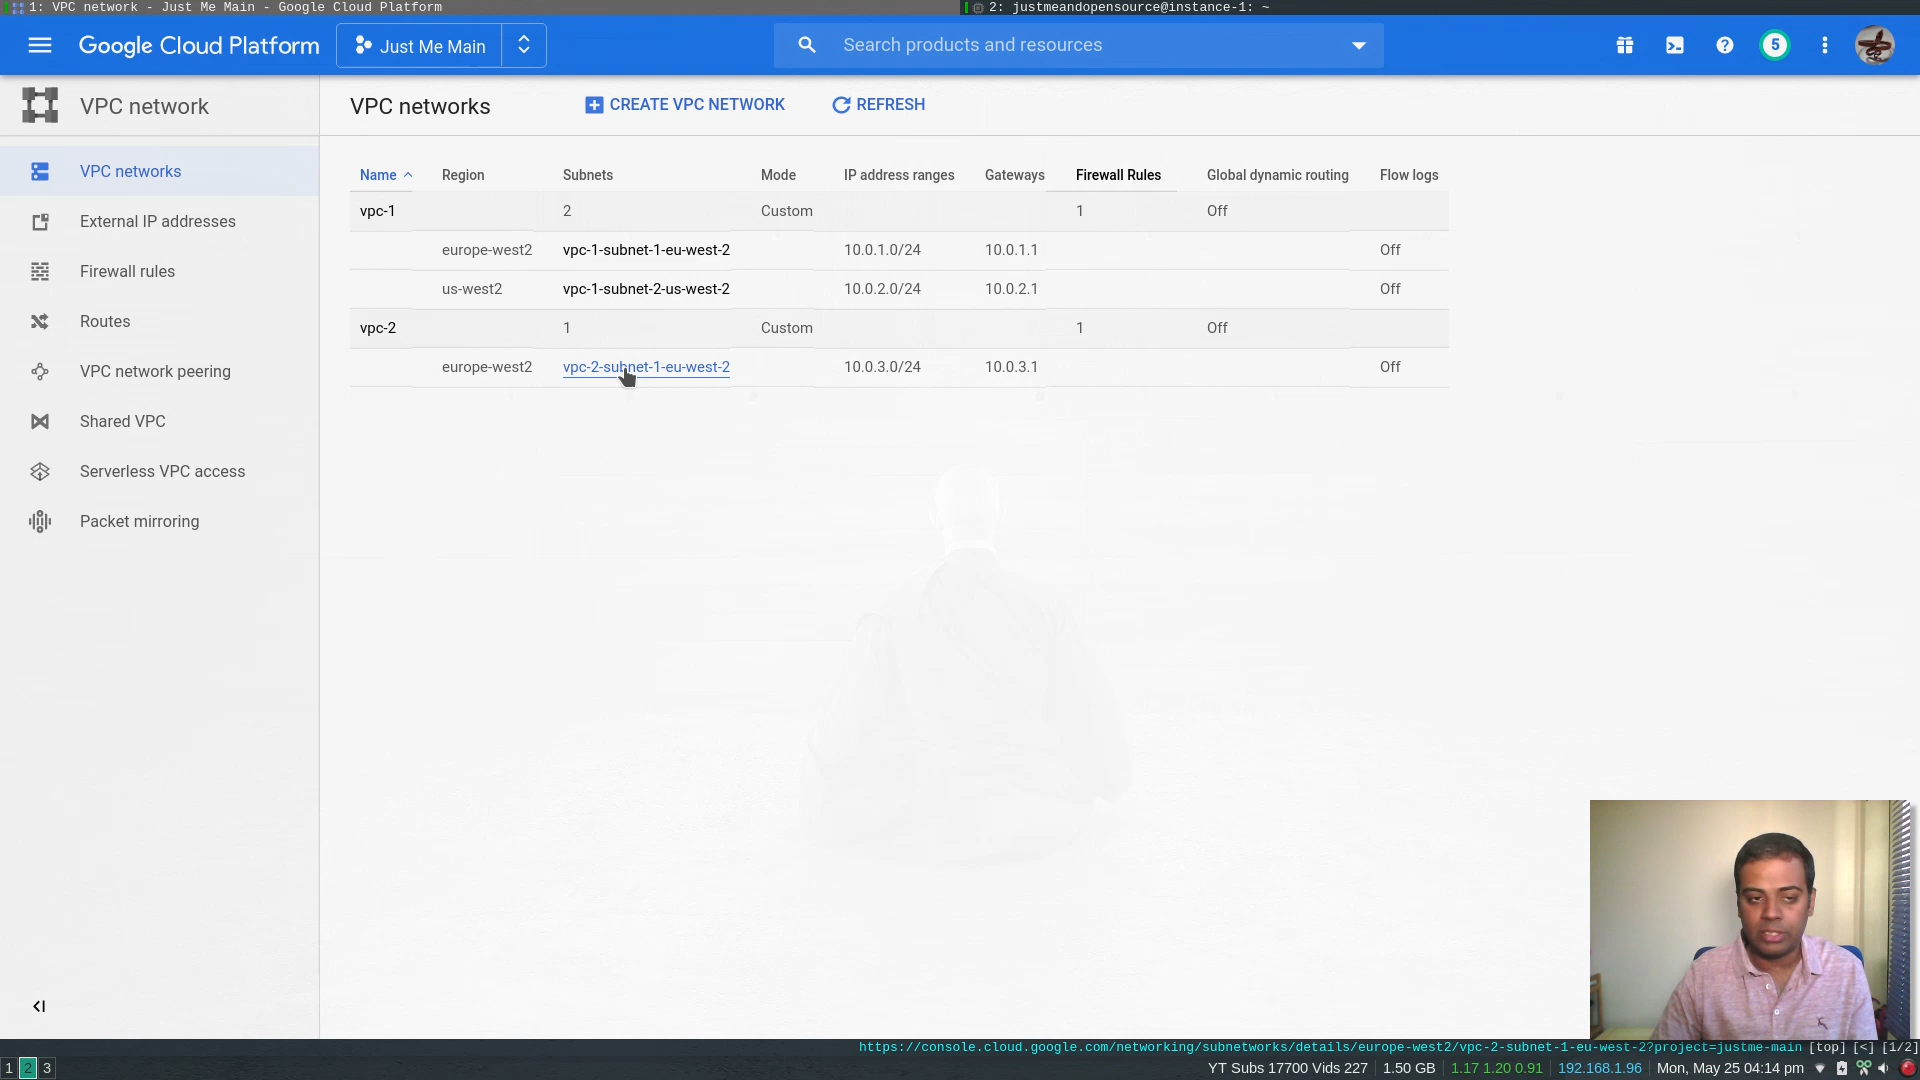 1: VPC network - Just Me Main - Google Cloud Platform
2: justmeandopensource@instance-1: ~
Google Cloud Platform
Just Me Main
Search products and resources
5
VPC network
VPC networks
CREATE VPC NETWORK
REFRESH
VPC networks
External IP addresses
Firewall rules
Routes
VPC network peering
Shared VPC
Serverless VPC access
Packet mirroring
Name Region Subnets Mode IP address ranges Gateways Firewall Rules Global dynamic routing Flow logs
vpc-1 2 Custom 1 Off
europe-west2 vpc-1-subnet-1-eu-west-2 10.0.1.0/24 10.0.1.1 Off
us-west2 vpc-1-subnet-2-us-west-2 10.0.2.0/24 10.0.2.1 Off
vpc-2 1 Custom 1 Off
europe-west2 vpc-2-subnet-1-eu-west-2 10.0.3.0/24 10.0.3.1 Off
https://console.cloud.google.com/networking/subnetworks/details/europe-west2/vpc-2-subnet-1-eu-west-2?project=justme-main [top] [<] [1/2]
1 2 3
YT Subs 17700 Vids 227 1.50 GB 1.17 1.20 0.91 192.168.1.96 Mon, May 25 04:14 pm